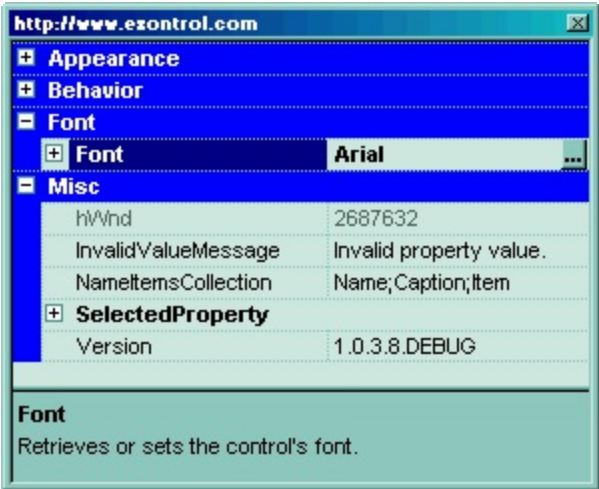 http://www.exontrol.com
Appearance
Behavior
Font
Font Arial ...
Misc
hWnd 2687632
InvalidValueMessage Invalid property value.
NameItemsCollection Name;Caption;Item
SelectedProperty
Version 1.0.3.8.DEBUG
Font
Retrieves or sets the control's font.